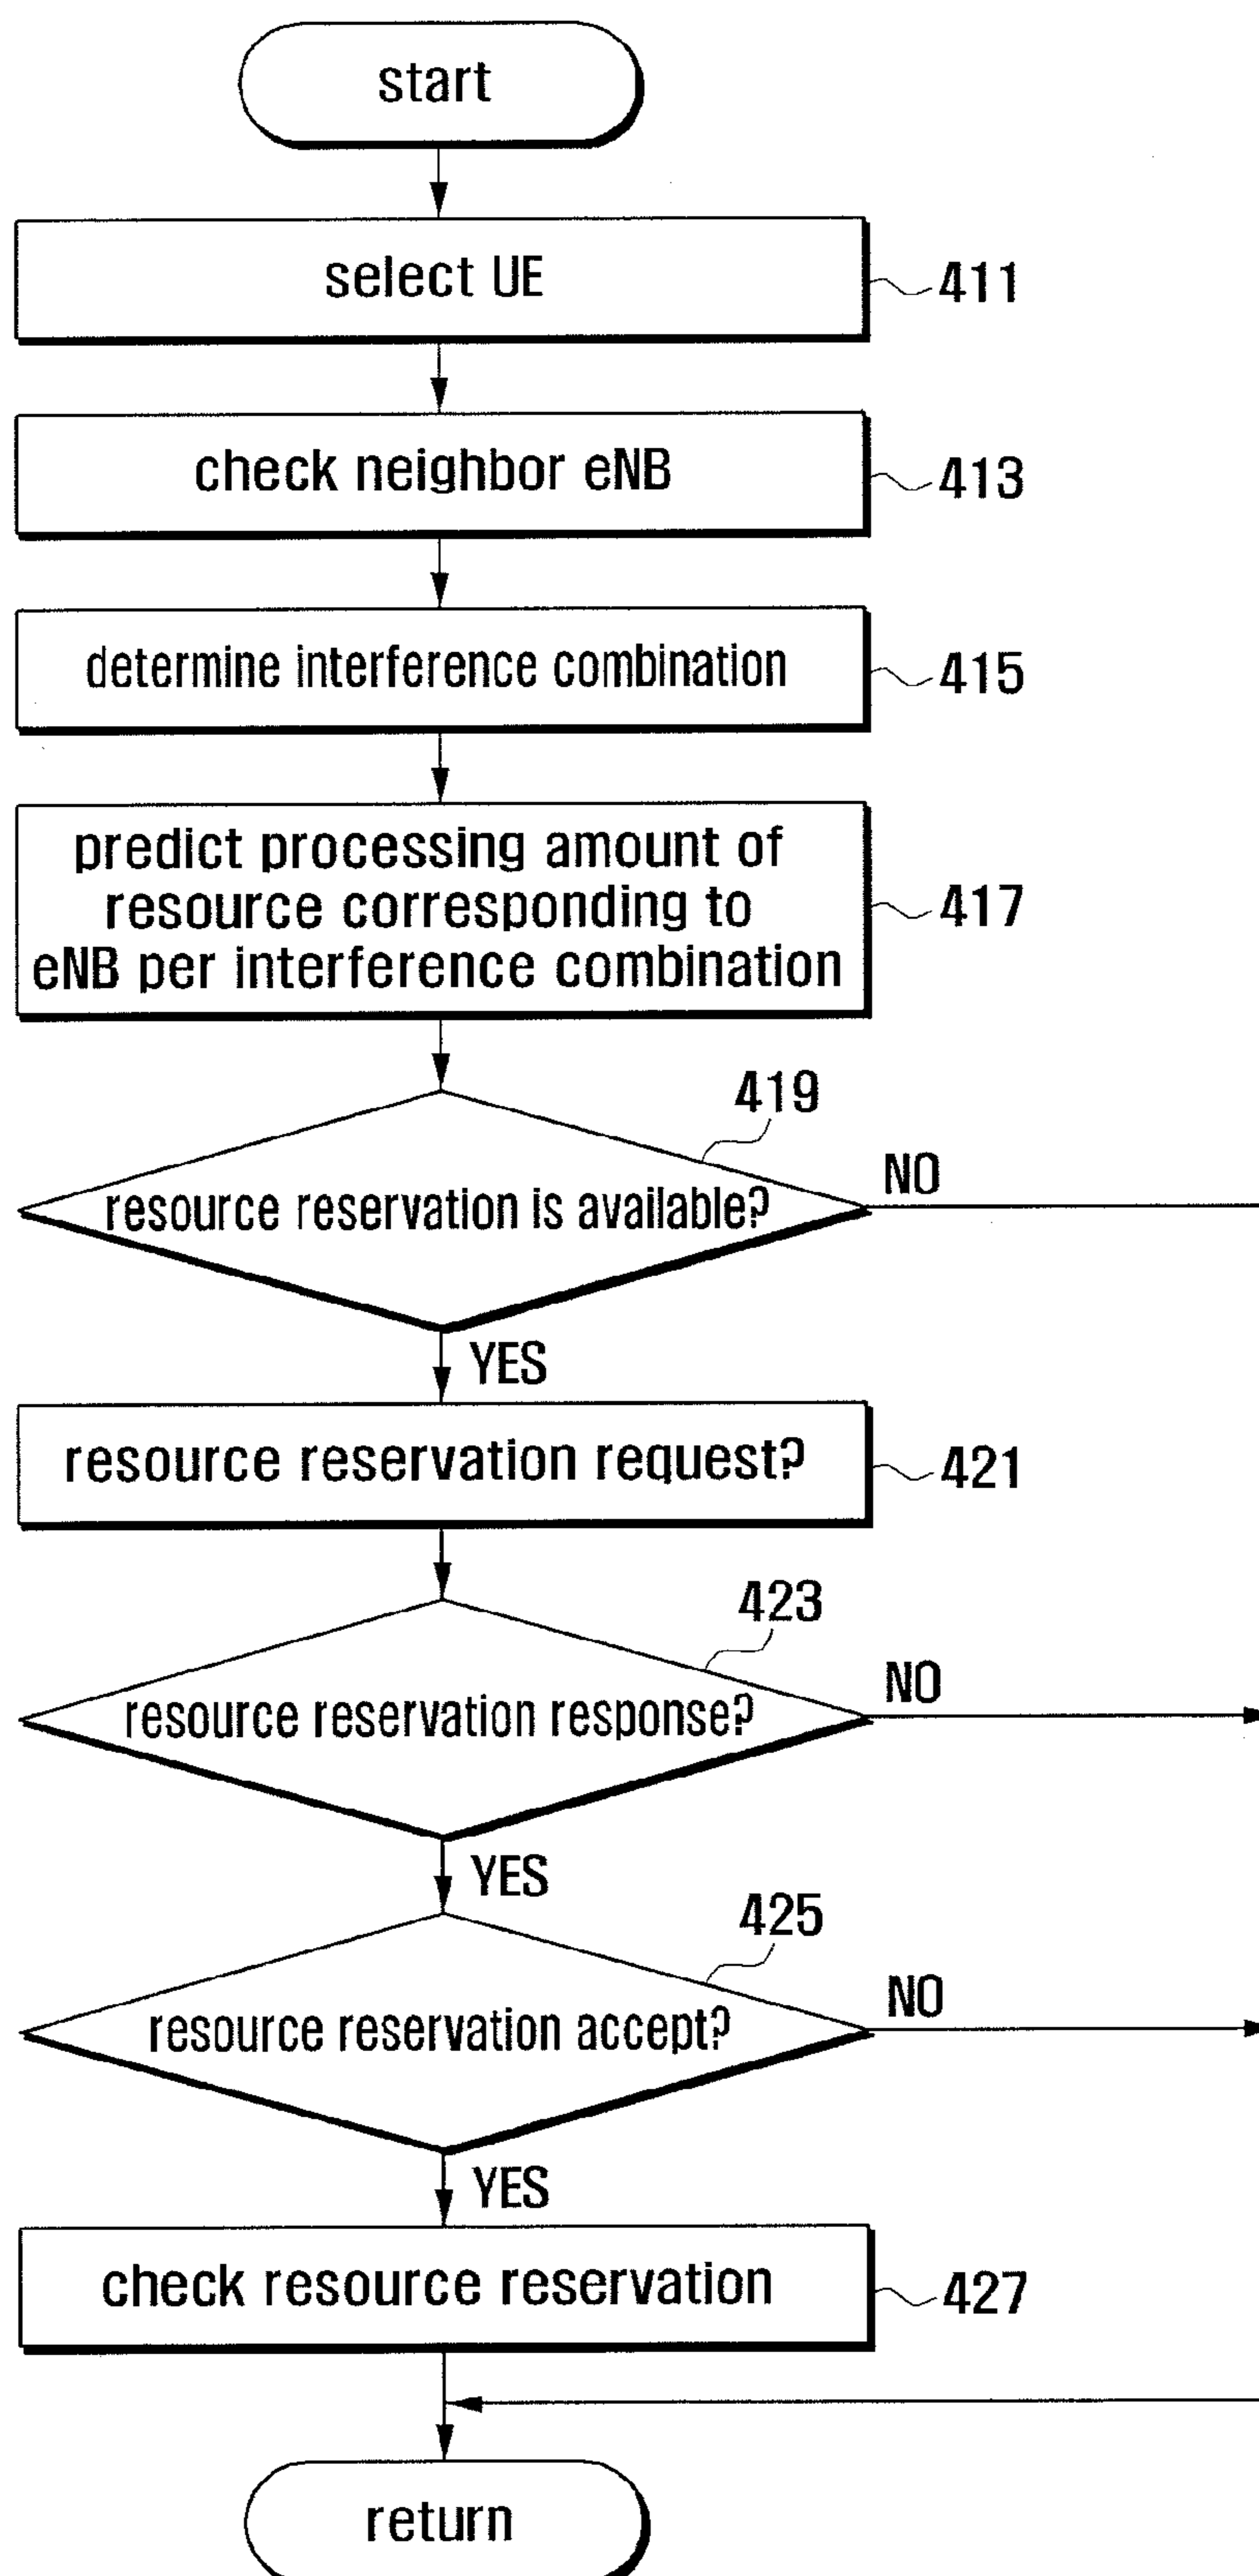 start
select UE
411
check neighbor eNB
413
determine interference combination
415
predict processing amount of
resource corresponding to
eNB per interference combination
417
419
resource reservation is available?
NO
YES
resource reservation request?
421
423
resource reservation response?
NO
YES
425
resource reservation accept?
NO
YES
check resource reservation
427
return